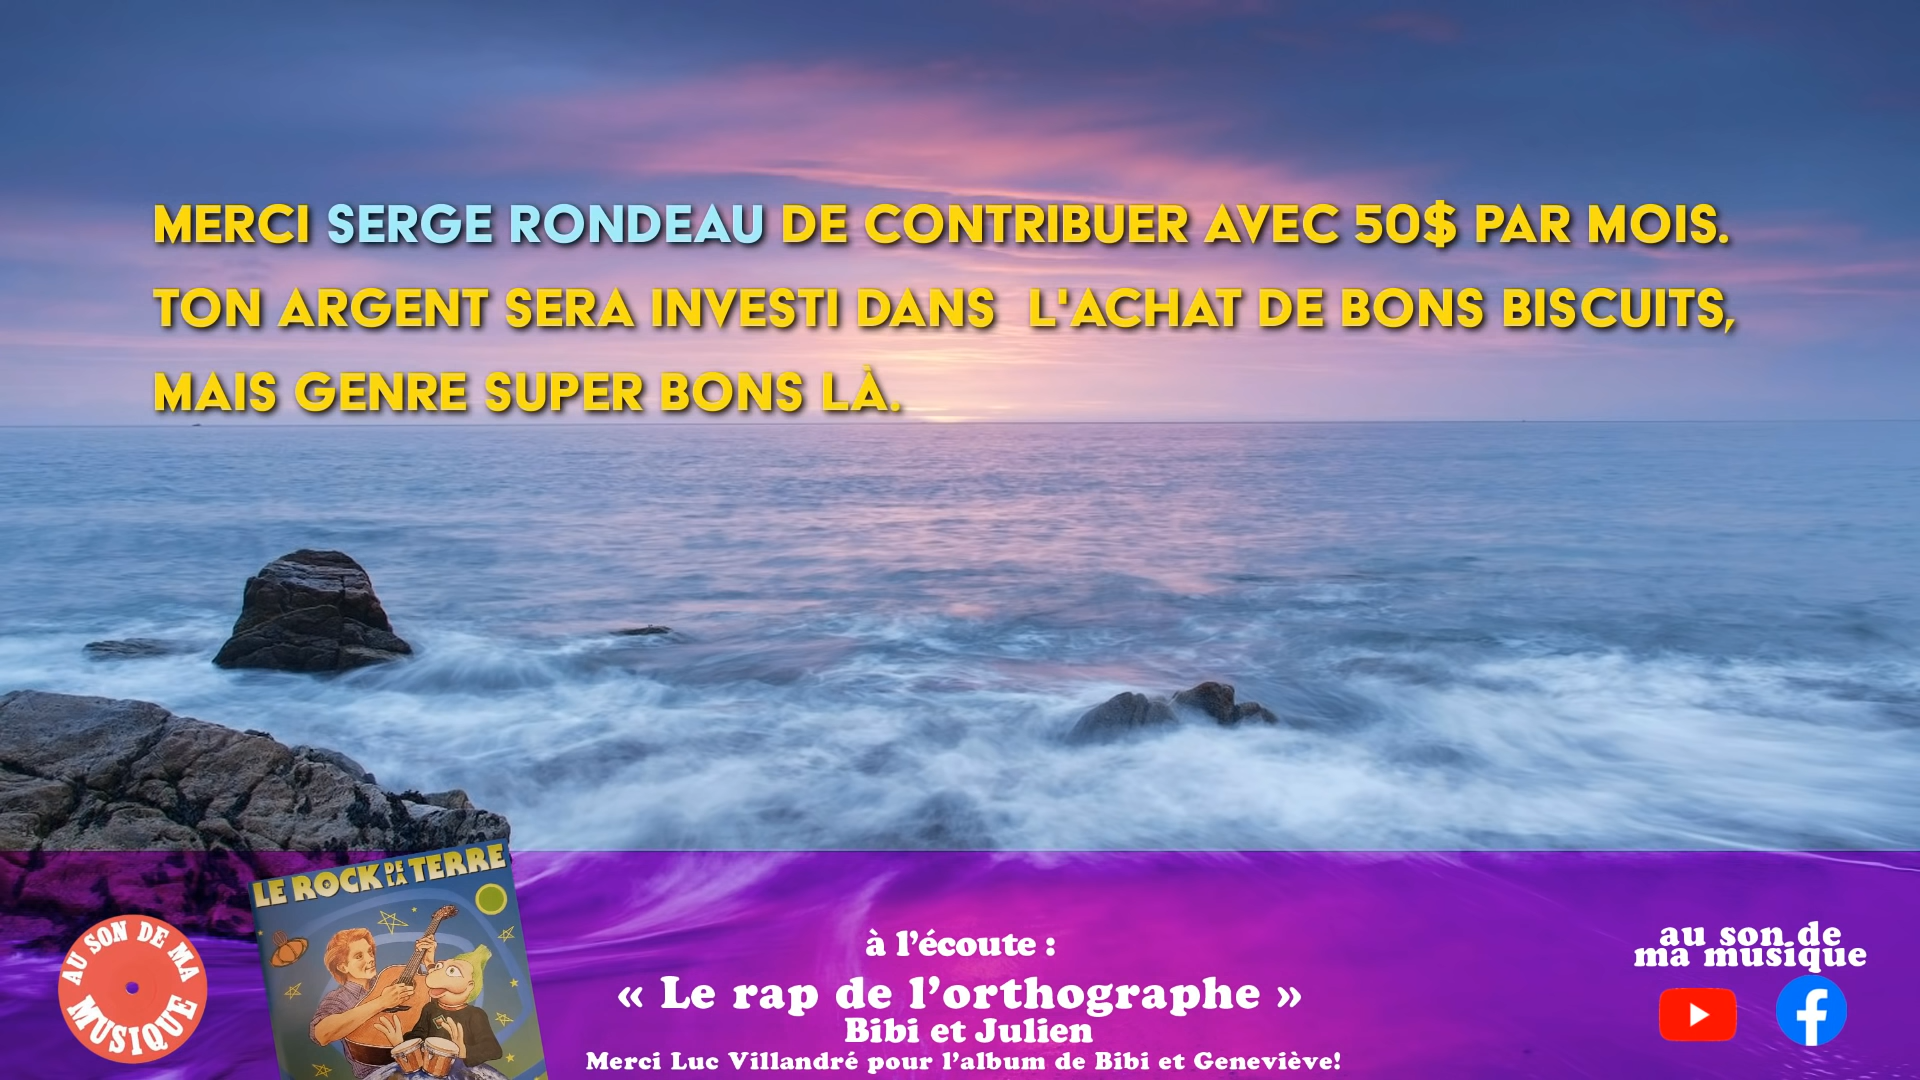 MERCI SERGE RONDEAU DE CONTRIBUER AVEC 50$ PAR MOIS.
TON ARGENT SERA INVESTI DANS  L'ACHAT DE BONS BISCUITS,
MAIS GENRE SUPER BONS LÀ.
LE ROCK DE LA TERRE
AU SON DE MA MUSIQUE
à l’écoute :
« Le rap de l’orthographe »
Bibi et Julien
Merci Luc Villandré pour l’album de Bibi et Geneviève!
au son de
ma musique